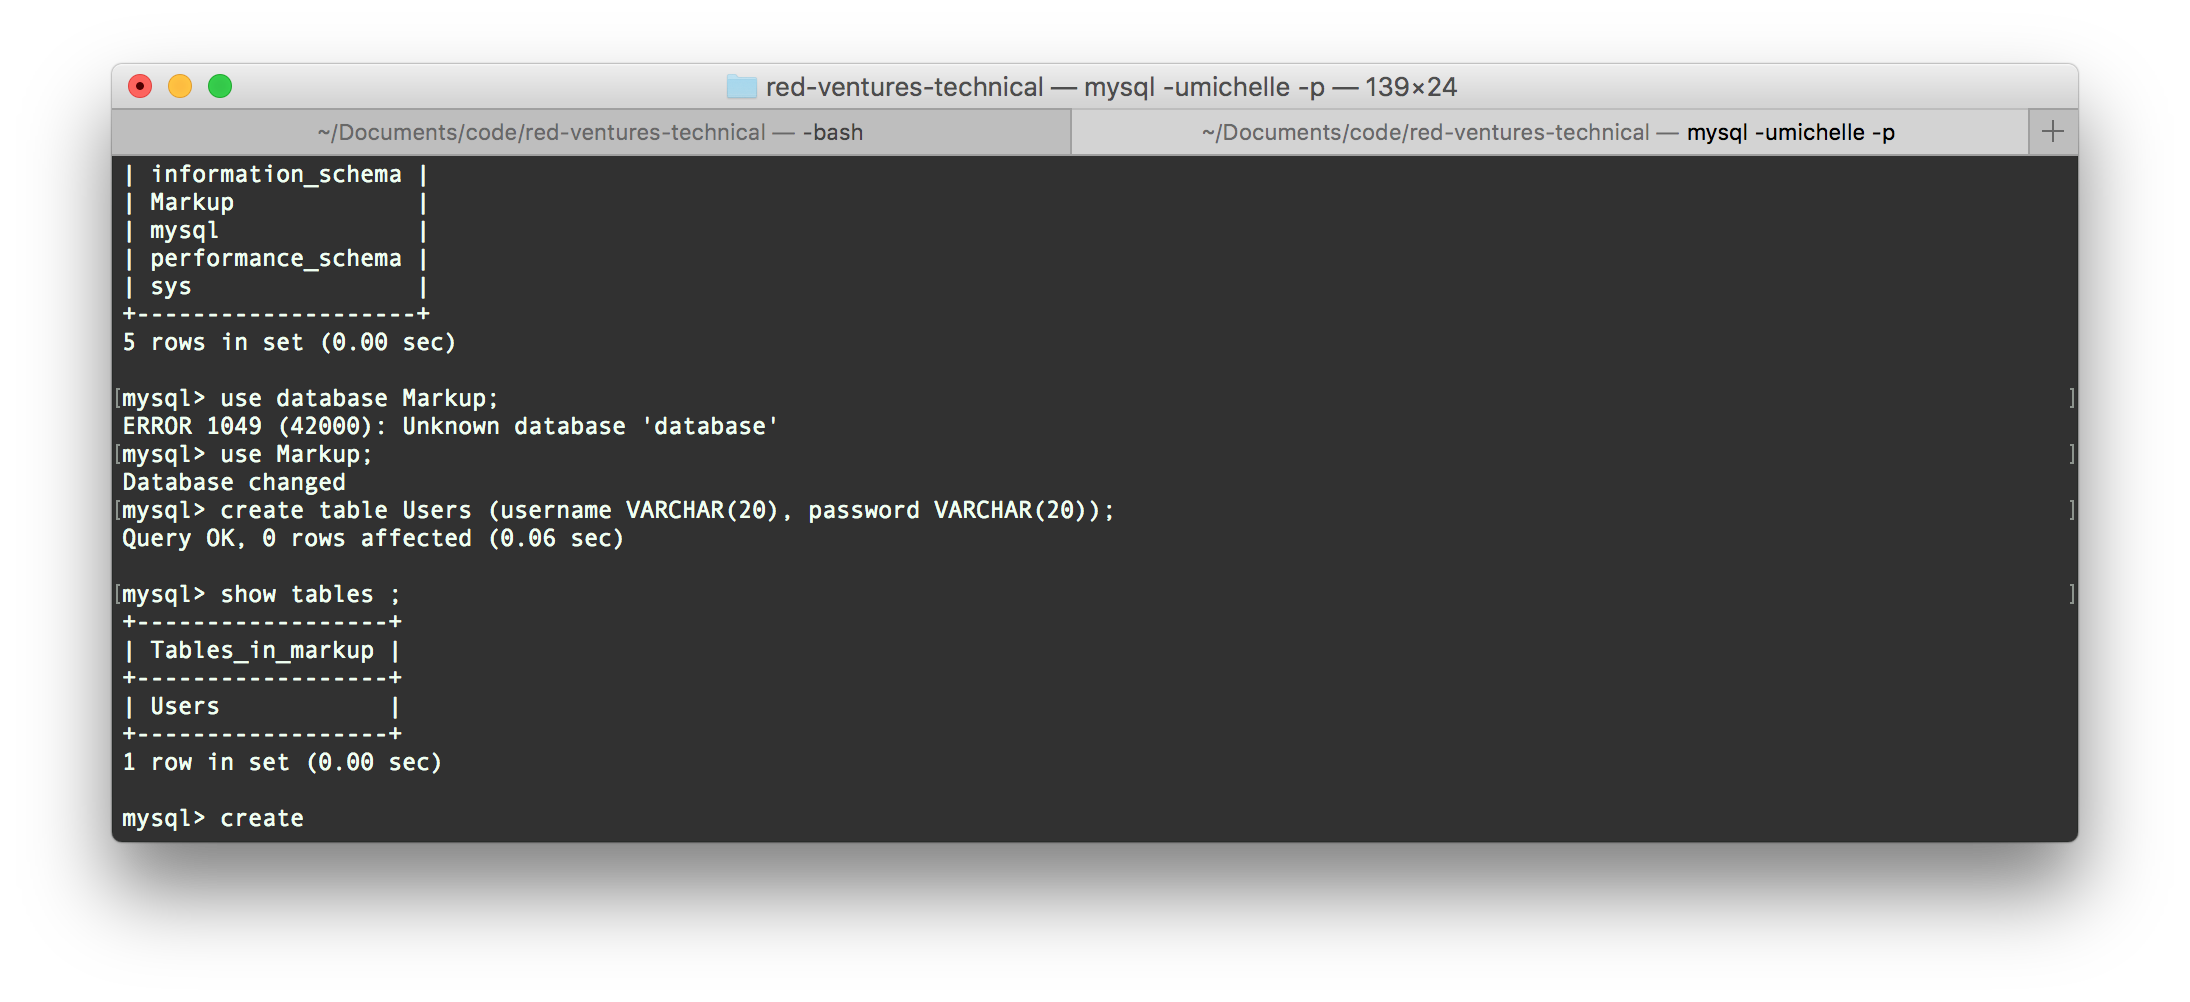 red-ventures-technical — mysql -umichelle -p — 139×24
~/Documents/code/red-ventures-technical — -bash
~/Documents/code/red-ventures-technical — mysql -umichelle -p
| information_schema |
| Markup             |
| mysql              |
| performance_schema |
| sys                |
+--------------------+
5 rows in set (0.00 sec)
[mysql> use database Markup; ]
ERROR 1049 (42000): Unknown database 'database'
[mysql> use Markup; ]
Database changed
[mysql> create table Users (username VARCHAR(20), password VARCHAR(20)); ]
Query OK, 0 rows affected (0.06 sec)
[mysql> show tables ; ]
+------------------+
| Tables_in_markup |
+------------------+
| Users            |
+------------------+
1 row in set (0.00 sec)
mysql> create